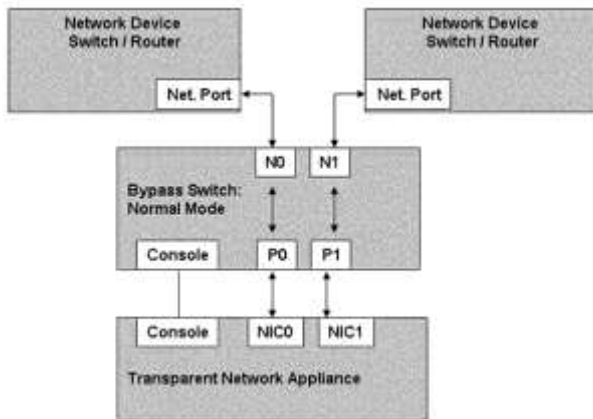 Network Device
Switch / Router
Network Device
Switch / Router
Net. Port
Net. Port
N0
N1
Bypass Switch:
Normal Mode
Console
P0
P1
Console
NIC0
NIC1
Transparent Network Appliance